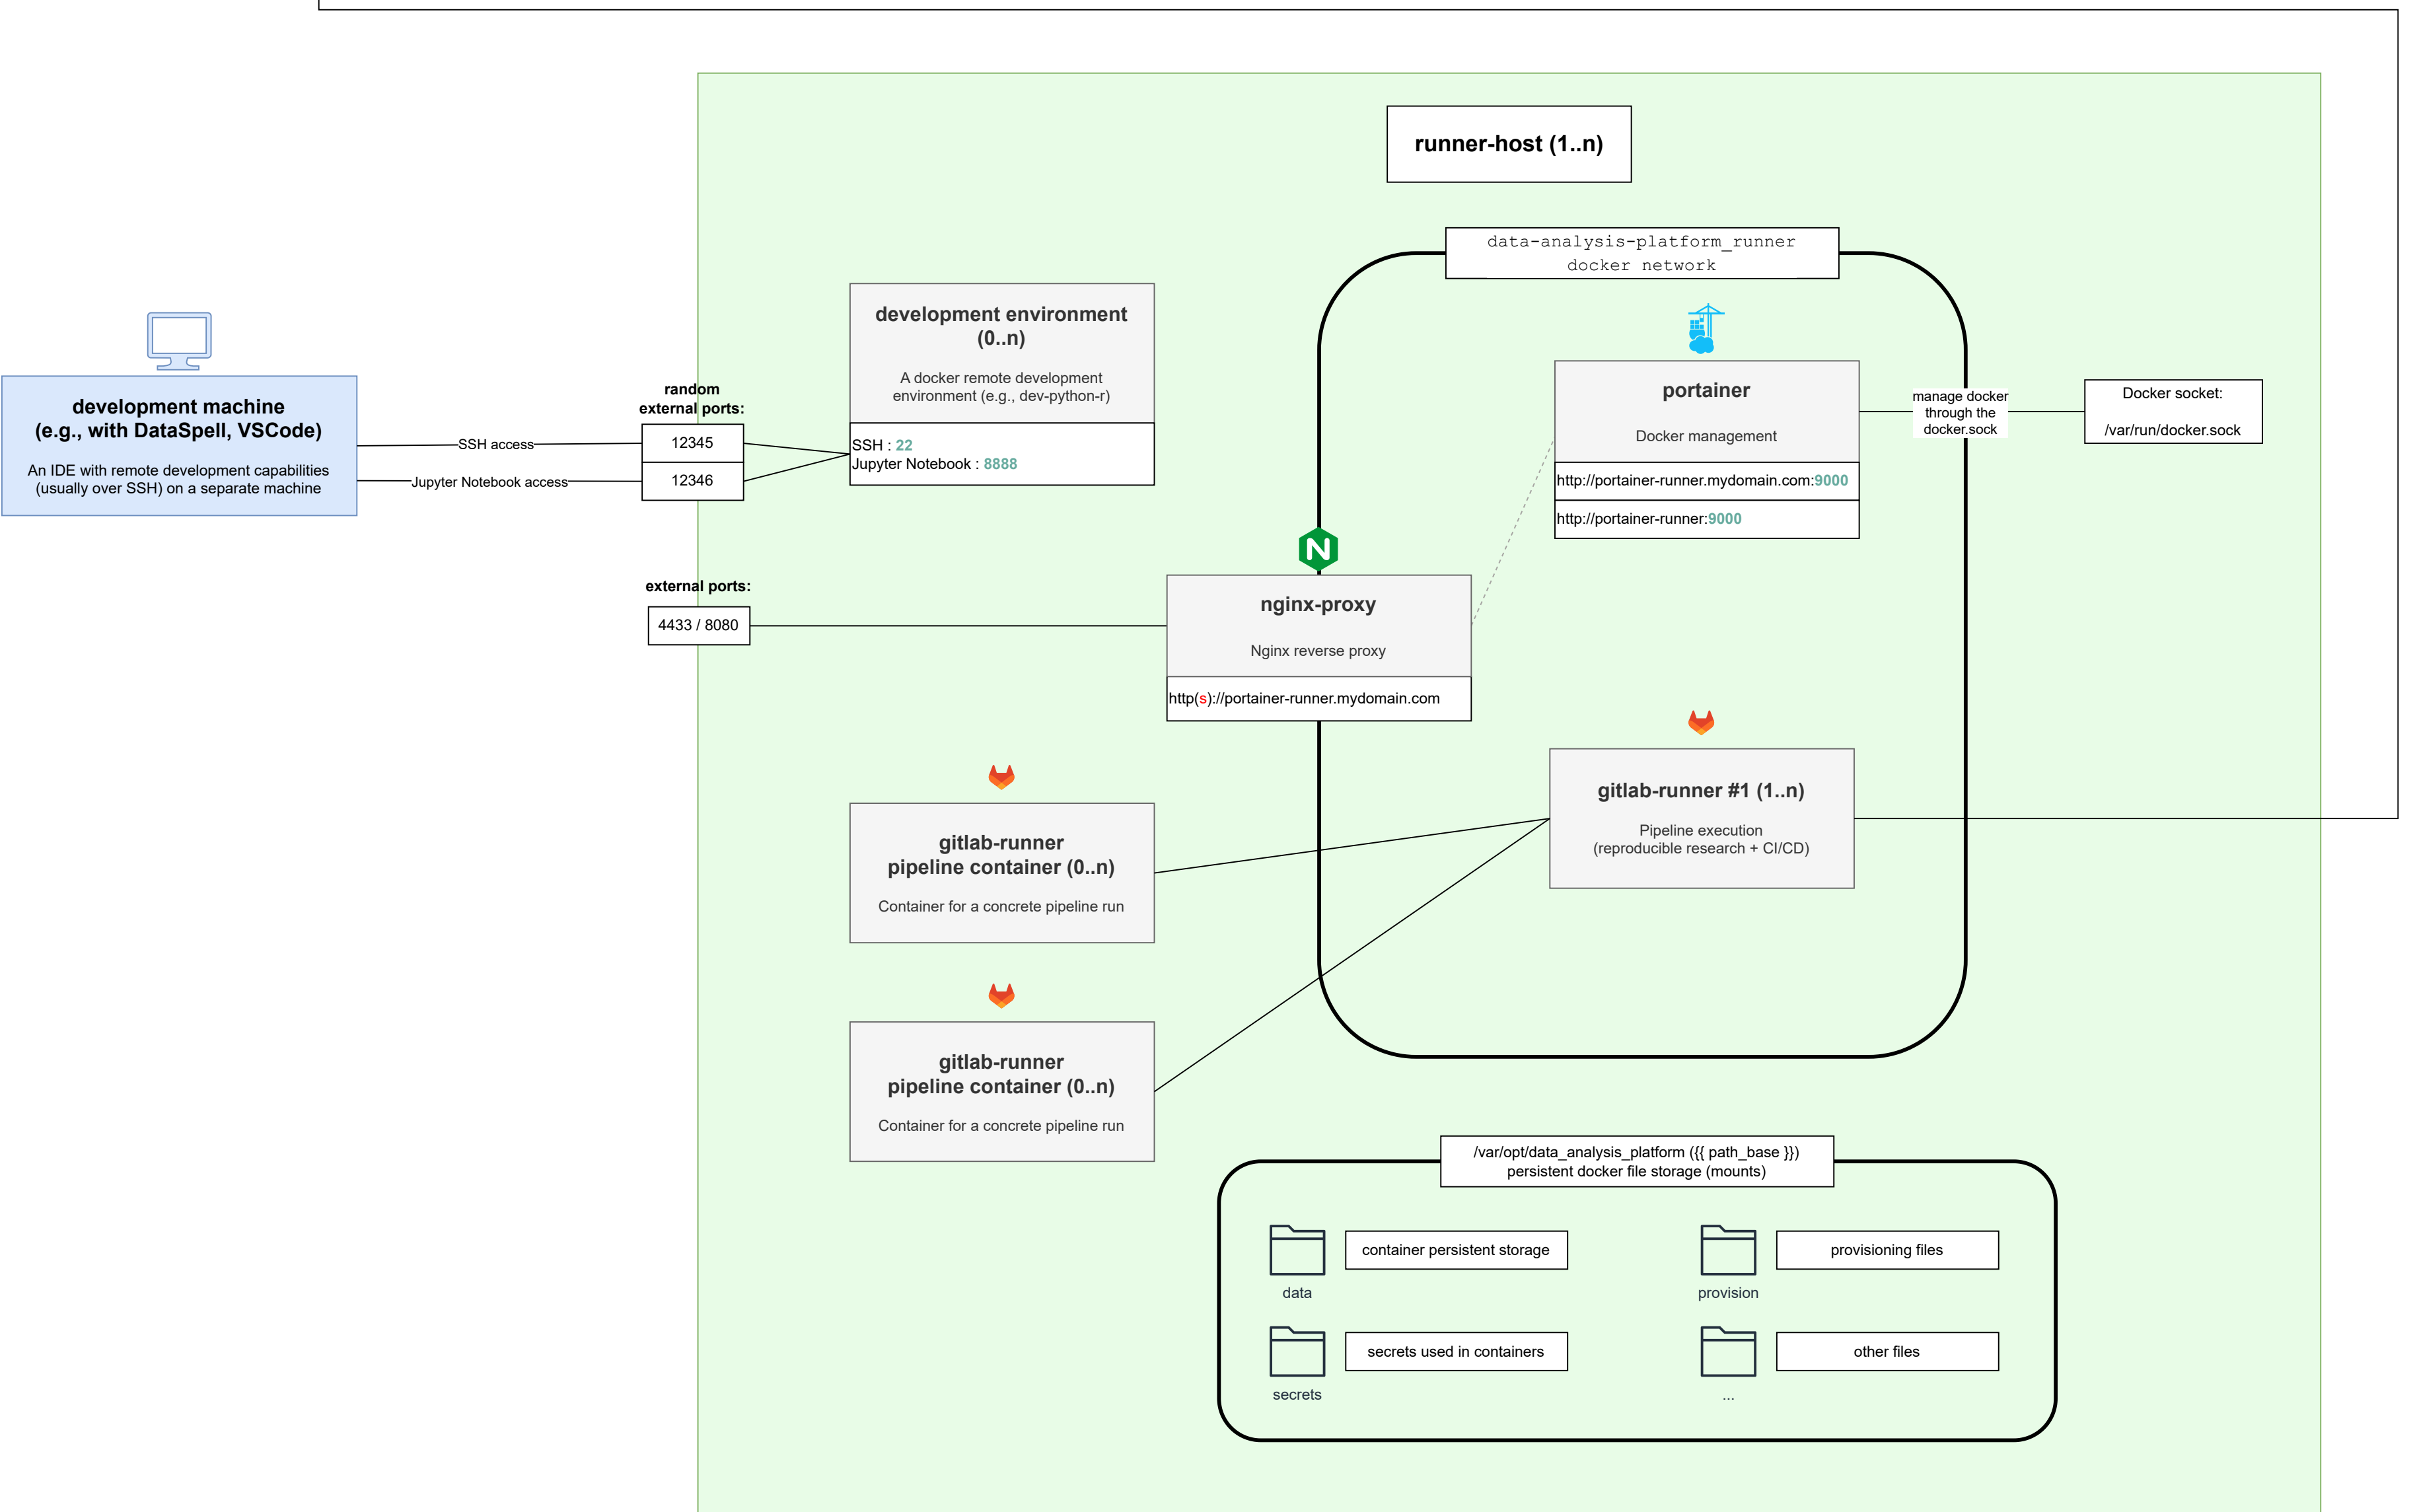 runner-host (1..n)
data-analysis-platform_runner
docker network
development environment
(0..n)
A docker remote development
environment (e.g., dev-python-r)
SSH : 22
Jupyter Notebook : 8888
development machine
(e.g., with DataSpell, VSCode)
An IDE with remote development capabilities
(usually over SSH) on a separate machine
SSH access
Jupyter Notebook access
random
external ports:
12345
12346
portainer
Docker management
http://portainer-runner.mydomain.com:9000
http://portainer-runner:9000
manage docker
through the
docker.sock
Docker socket:
/var/run/docker.sock
external ports:
4433 / 8080
N
nginx-proxy
Nginx reverse proxy
http(s)://portainer-runner.mydomain.com
gitlab-runner #1 (1..n)
Pipeline execution
(reproducible research + CI/CD)
gitlab-runner
pipeline container (0..n)
Container for a concrete pipeline run
gitlab-runner
pipeline container (0..n)
Container for a concrete pipeline run
/var/opt/data_analysis_platform ({{ path_base }})
persistent docker file storage (mounts)
container persistent storage
data
provisioning files
provision
secrets used in containers
secrets
other files
...